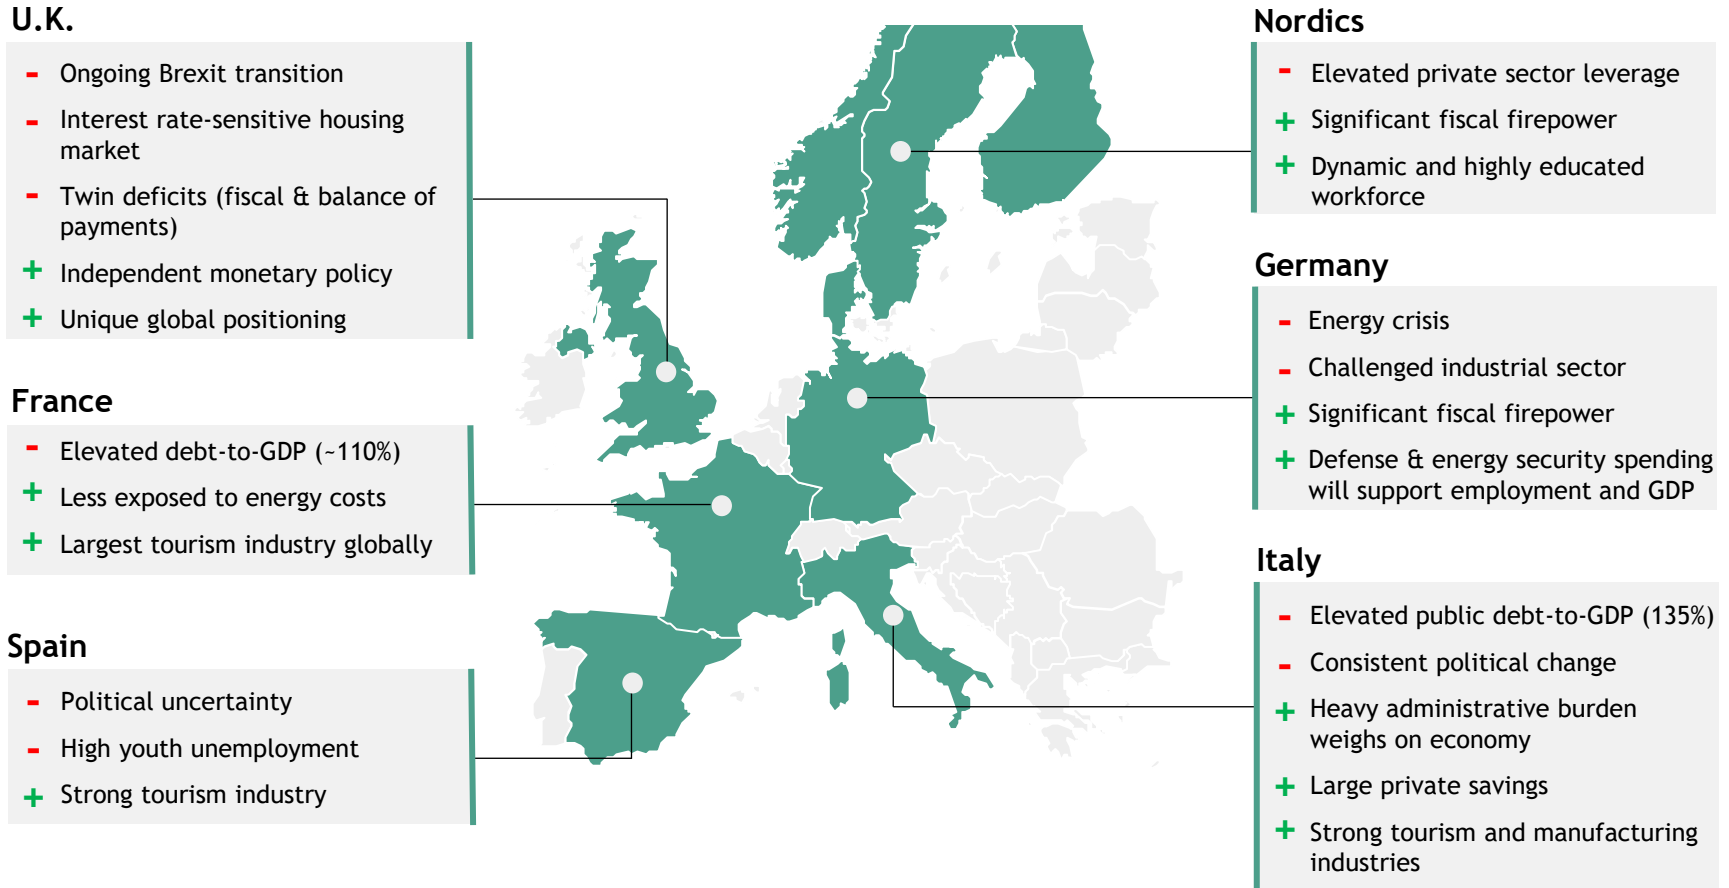 U.K.
- Ongoing Brexit transition
- Interest rate-sensitive housing
market
- Twin deficits (fiscal & balance of
payments)
+ Independent monetary policy
+ Unique global positioning
France
- Elevated debt-to-GDP (~110%)
+ Less exposed to energy costs
+ Largest tourism industry globally
Spain
- Political uncertainty
- High youth unemployment
+ Strong tourism industry
Nordics
- Elevated private sector leverage
+ Significant fiscal firepower
+ Dynamic and highly educated
workforce
Germany
- Energy crisis
- Challenged industrial sector
+ Significant fiscal firepower
+ Defense & energy security spending
will support employment and GDP
Italy
- Elevated public debt-to-GDP (135%)
- Consistent political change
+ Heavy administrative burden
weighs on economy
+ Large private savings
+ Strong tourism and manufacturing
industries